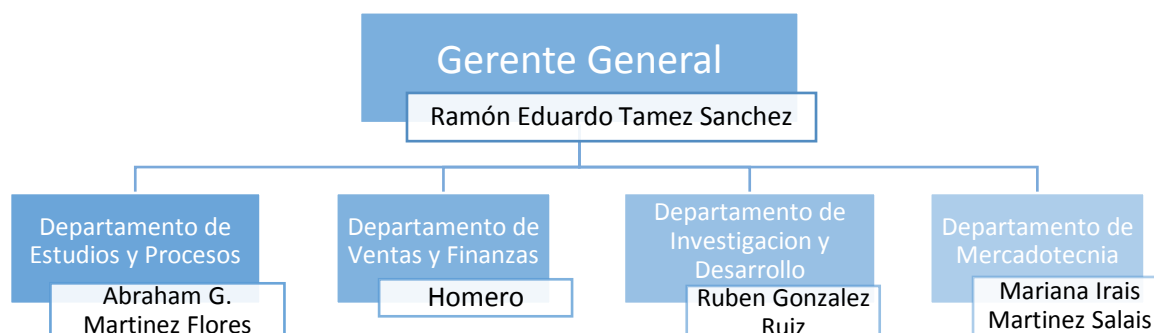 Gerente General
Ramón Eduardo Tamez Sanchez
Departamento de
Estudios y Procesos
Abraham G.
Martinez Flores
Departamento de
Ventas y Finanzas
Homero
Departamento de
Investigacion y
Desarrollo
Ruben Gonzalez
Ruiz
Departamento de
Mercadotecnia
Mariana Irais
Martinez Salais